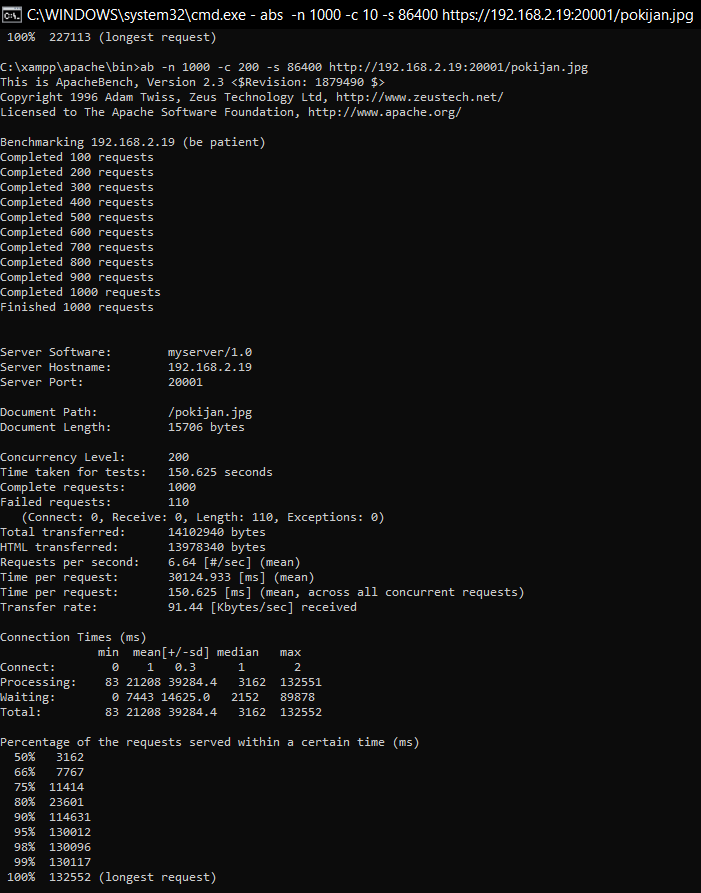 C:\WINDOWS\system32\cmd.exe - abs  -n 1000 -c 10 -s 86400 https://192.168.2.19:20001/pokijan.jpg
 100%  227113 (longest request)
C:\xampp\apache\bin>ab -n 1000 -c 200 -s 86400 http://192.168.2.19:20001/pokijan.jpg
This is ApacheBench, Version 2.3 <$Revision: 1879490 $>
Copyright 1996 Adam Twiss, Zeus Technology Ltd, http://www.zeustech.net/
Licensed to The Apache Software Foundation, http://www.apache.org/
Benchmarking 192.168.2.19 (be patient)
Completed 100 requests
Completed 200 requests
Completed 300 requests
Completed 400 requests
Completed 500 requests
Completed 600 requests
Completed 700 requests
Completed 800 requests
Completed 900 requests
Completed 1000 requests
Finished 1000 requests
Server Software:        myserver/1.0
Server Hostname:        192.168.2.19
Server Port:            20001
Document Path:          /pokijan.jpg
Document Length:        15706 bytes
Concurrency Level:      200
Time taken for tests:   150.625 seconds
Complete requests:      1000
Failed requests:        110
   (Connect: 0, Receive: 0, Length: 110, Exceptions: 0)
Total transferred:      14102940 bytes
HTML transferred:       13978340 bytes
Requests per second:    6.64 [#/sec] (mean)
Time per request:       30124.933 [ms] (mean)
Time per request:       150.625 [ms] (mean, across all concurrent requests)
Transfer rate:          91.44 [Kbytes/sec] received
Connection Times (ms)
              min  mean[+/-sd] median   max
Connect:        0    1   0.3      1       2
Processing:    83 21208 39284.4   3162  132551
Waiting:        0 7443 14625.0   2152   89878
Total:         83 21208 39284.4   3162  132552
Percentage of the requests served within a certain time (ms)
  50%   3162
  66%   7767
  75%  11414
  80%  23601
  90%  114631
  95%  130012
  98%  130096
  99%  130117
 100%  132552 (longest request)